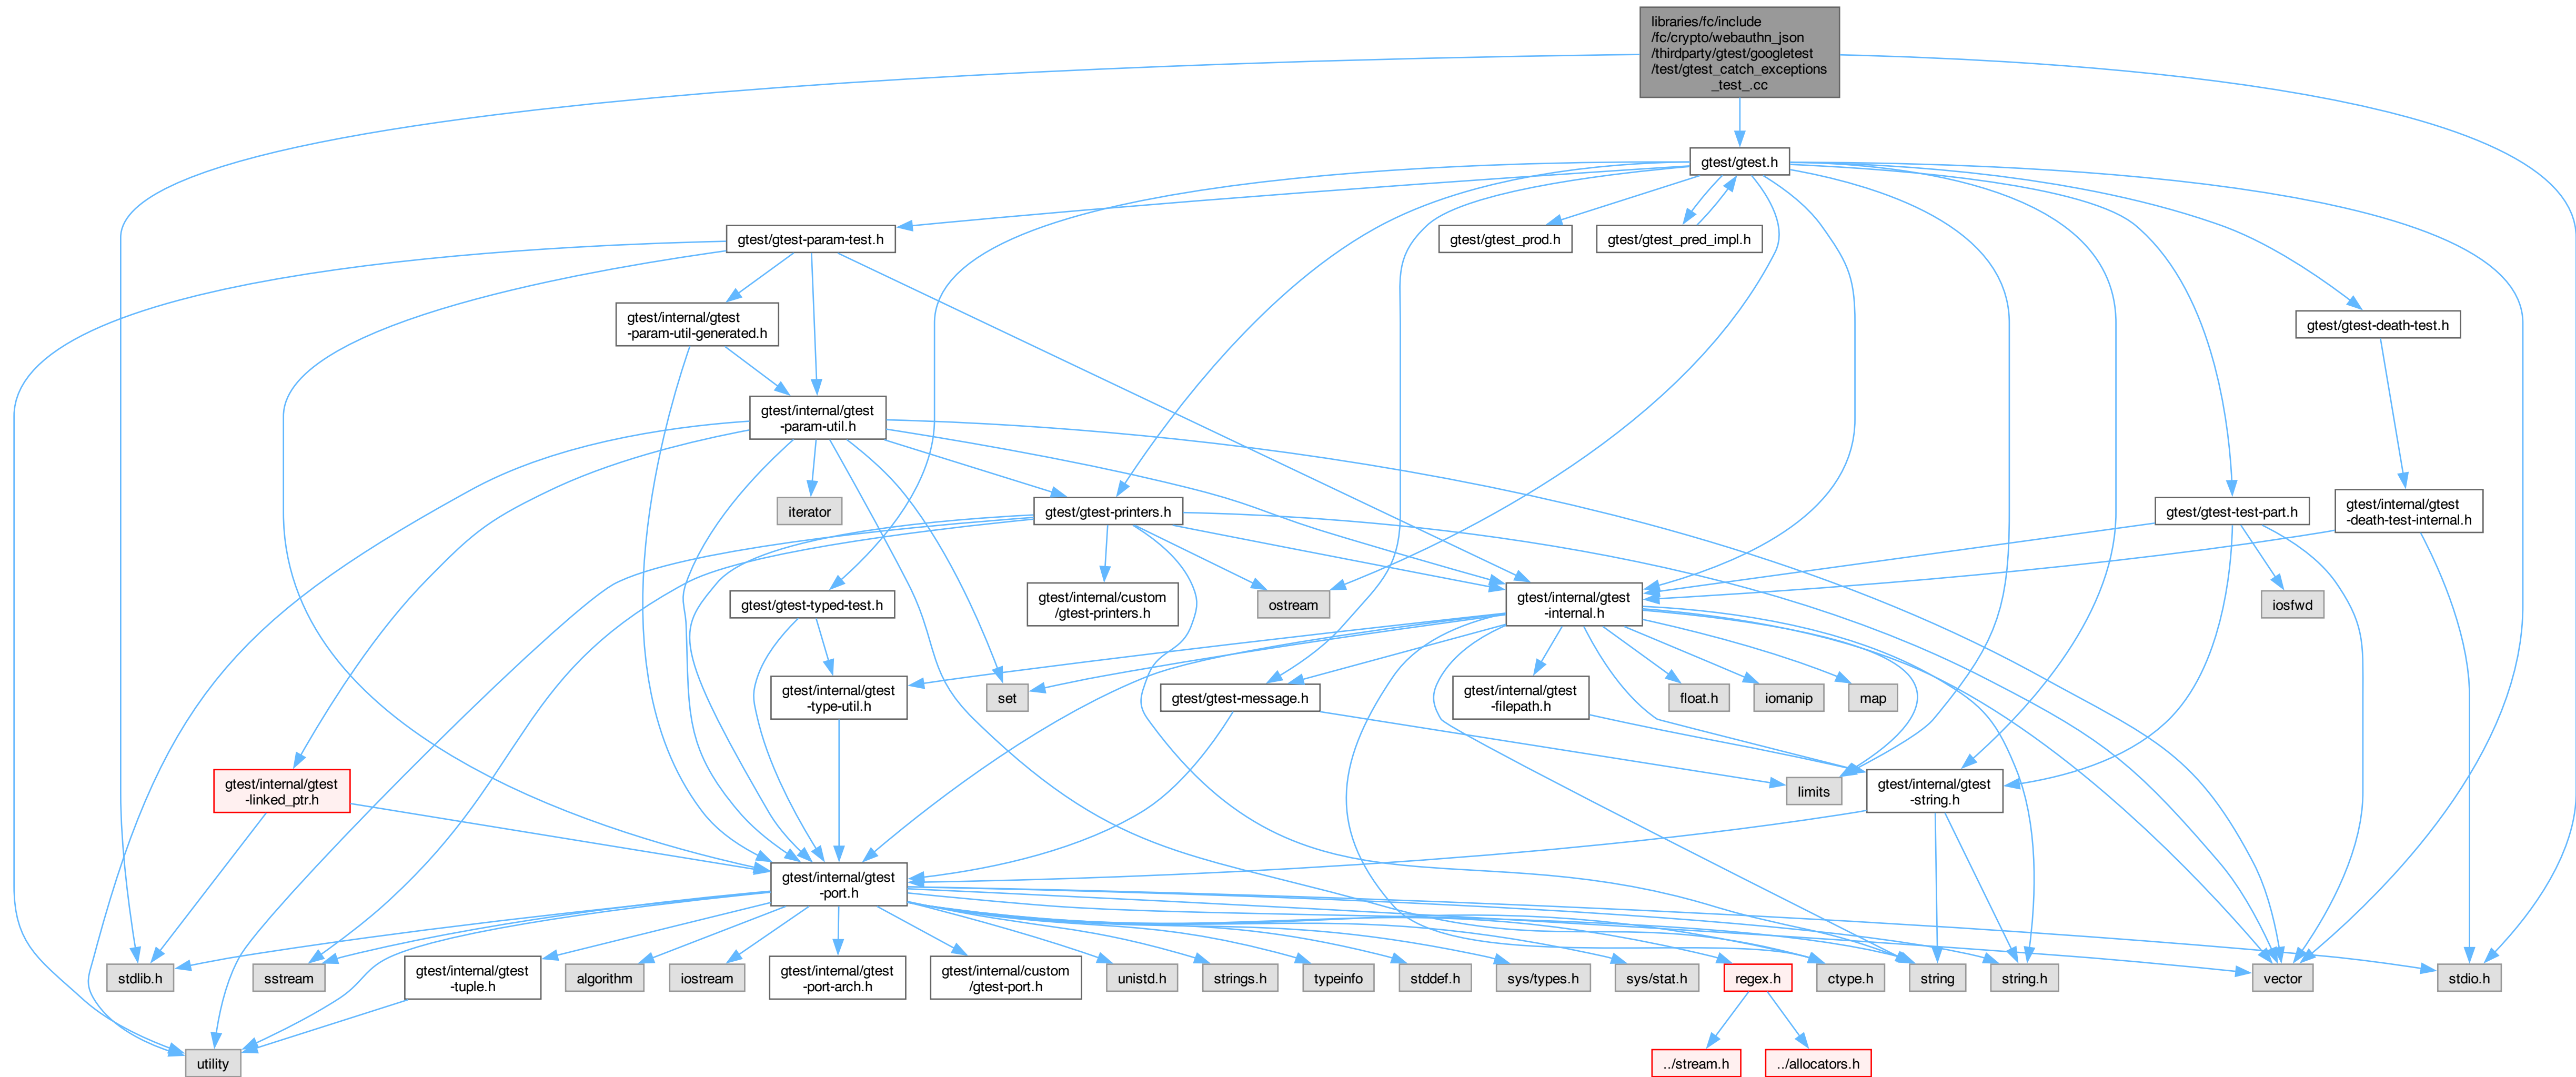 libraries/fc/include
/fc/crypto/webauthn_json
/thirdparty/gtest/googletest
/test/gtest_catch_exceptions
_test_.cc
gtest/gtest.h
gtest/gtest-param-test.h
gtest/gtest_prod.h
gtest/gtest_pred_impl.h
gtest/internal/gtest
-param-util-generated.h
gtest/gtest-death-test.h
gtest/internal/gtest
-param-util.h
iterator
gtest/gtest-printers.h
gtest/gtest-test-part.h
gtest/internal/gtest
-death-test-internal.h
gtest/gtest-typed-test.h
gtest/internal/custom
/gtest-printers.h
ostream
gtest/internal/gtest
-internal.h
iosfwd
gtest/internal/gtest
-type-util.h
set
gtest/gtest-message.h
gtest/internal/gtest
-filepath.h
float.h
iomanip
map
gtest/internal/gtest
-linked_ptr.h
limits
gtest/internal/gtest
-string.h
gtest/internal/gtest
-port.h
stdlib.h
sstream
gtest/internal/gtest
-tuple.h
algorithm
iostream
gtest/internal/gtest
-port-arch.h
gtest/internal/custom
/gtest-port.h
unistd.h
strings.h
typeinfo
stddef.h
sys/types.h
sys/stat.h
regex.h
ctype.h
string
string.h
vector
stdio.h
utility
../stream.h
../allocators.h